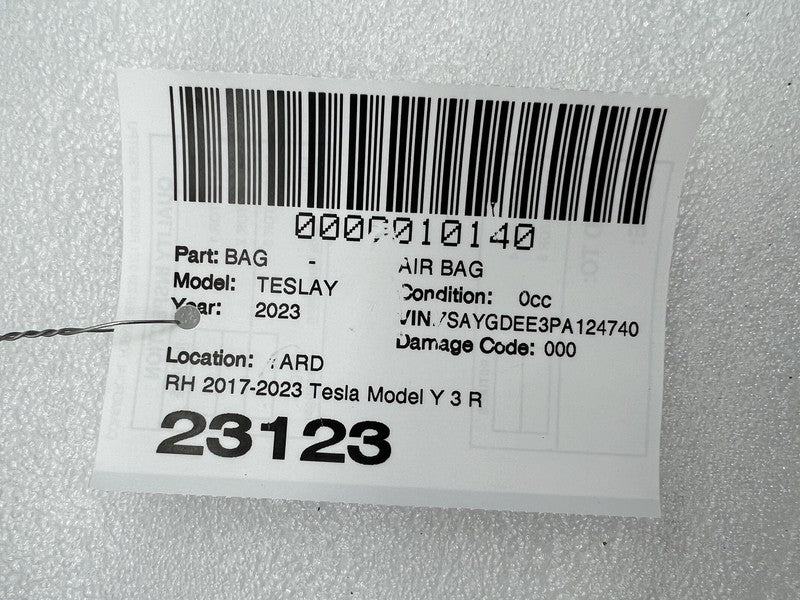 0000010140
Part: BAG - AIR BAG
Model: TESLAY Condition: 0cc
Year: 2023 VIN:7SAYGDEE3PA124740
Damage Code: 000
Location: YARD
RH 2017-2023 Tesla Model Y 3 R
23123